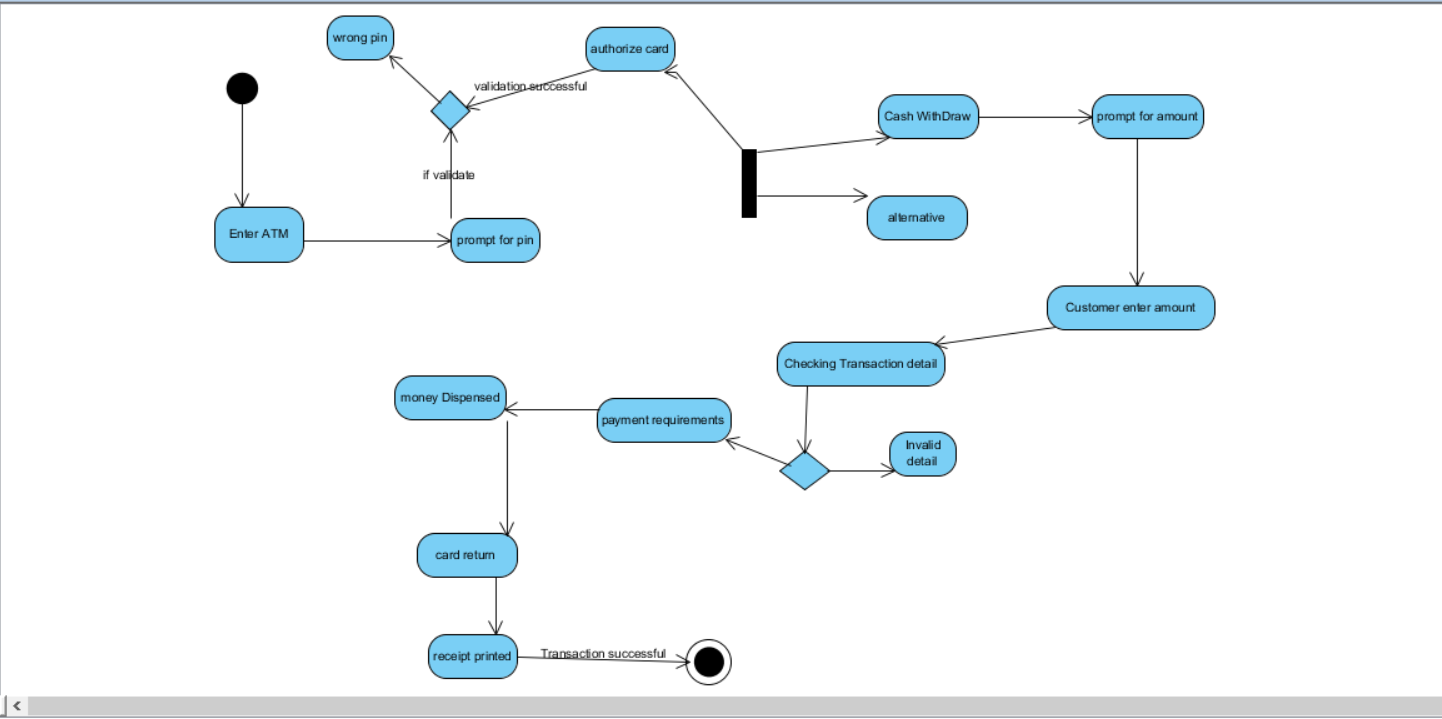 wrong pin
authorize card
validation successful
Cash WithDraw
prompt for amount
if validate
alternative
Enter ATM
prompt for pin
Customer enter amount
Checking Transaction detail
money Dispensed
payment requirements
Invalid
detail
card return
receipt printed
Transaction successful